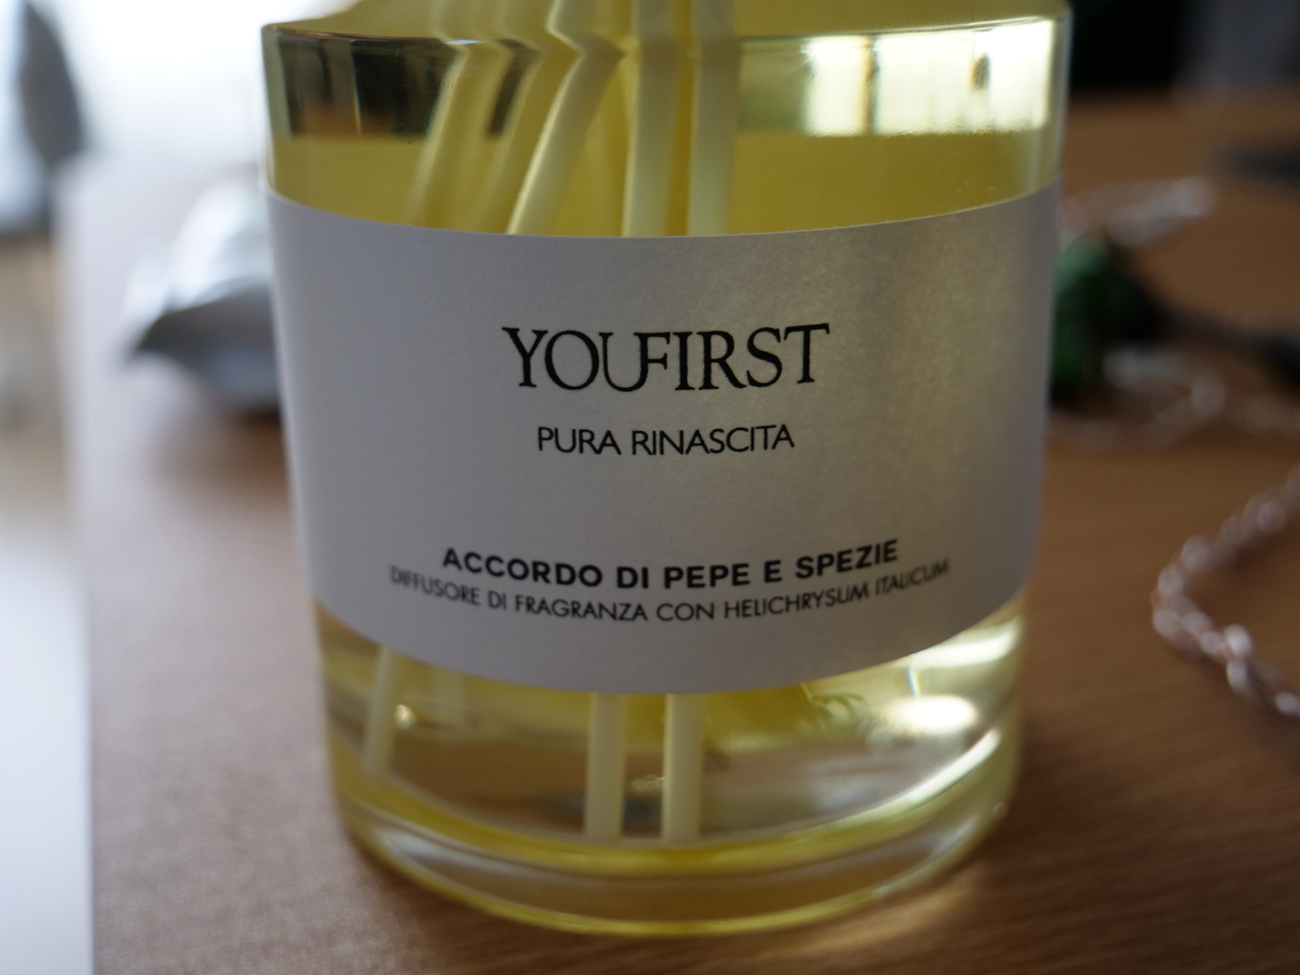 YOUFIRST
PURA RINASCITA
ACCORDO DI PEPE E SPEZIE
DIFFUSORE DI FRAGRANZA CON HELICHRYSUM ITALICUM